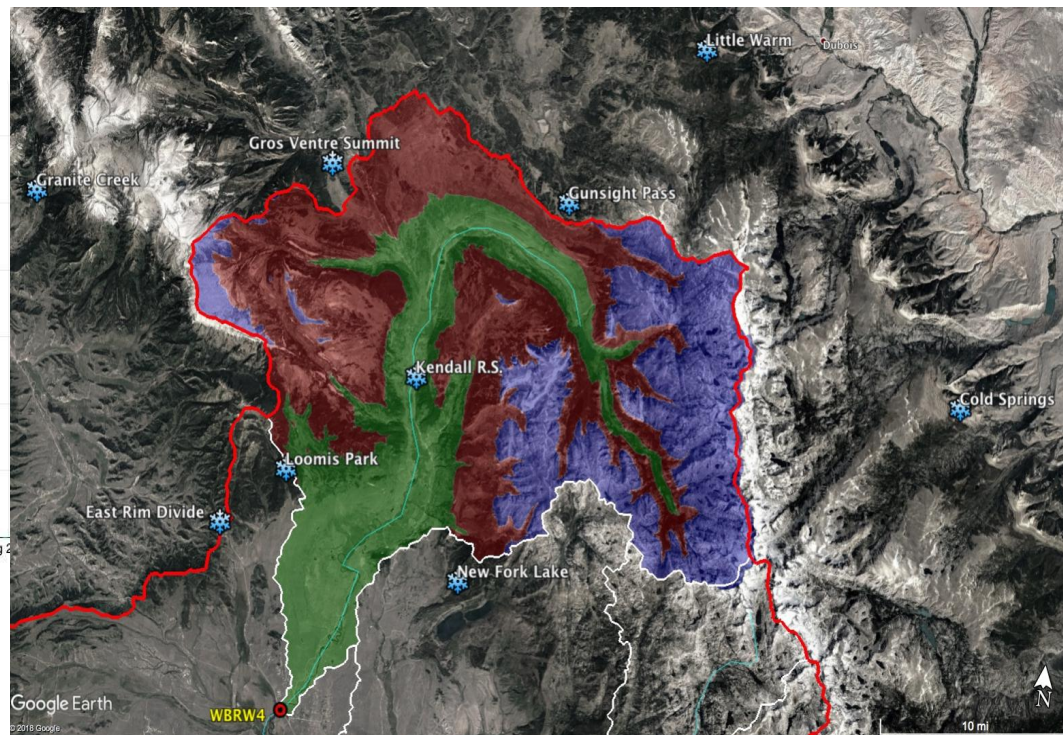 Little Warm
Dubois
Gros Ventre Summit
Granite Creek
Gunsight Pass
Kendall R.S.
Cold Springs
Loomis Park
East Rim Divide
g 2
New Fork Lake
Google Earth
WBRW4
N
© 2018 Google
10 mi